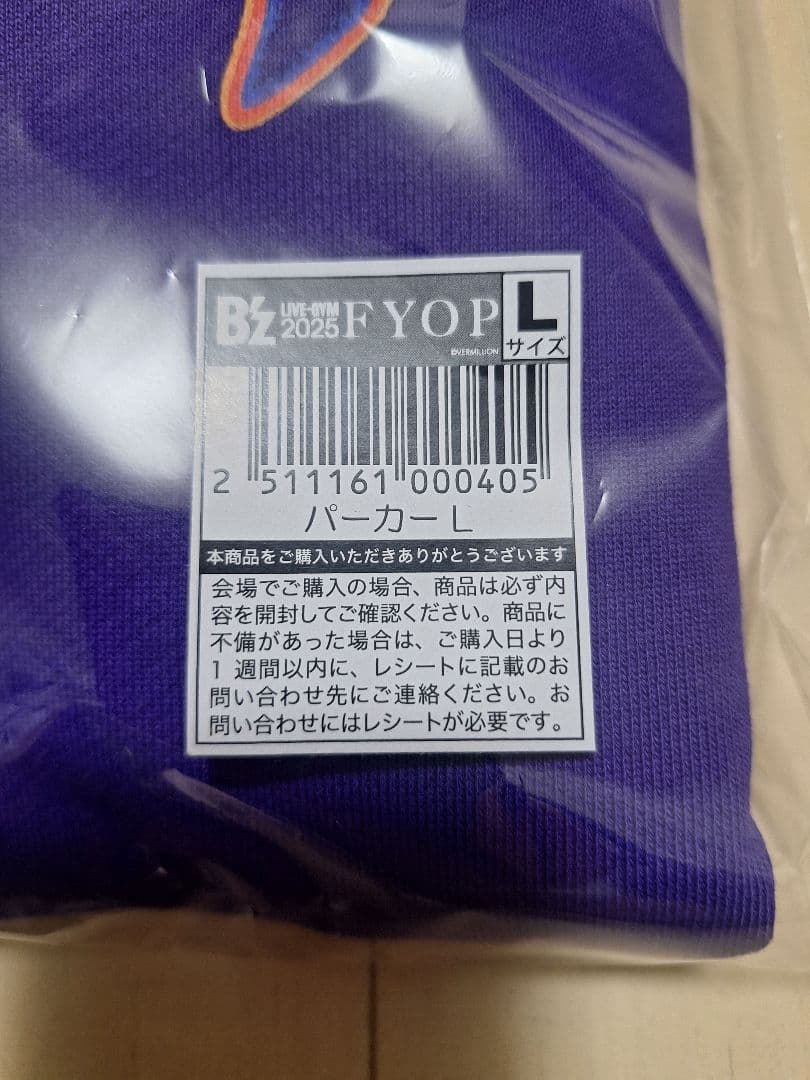 B'z LIVE-GYM 2025 FYOP L
サイズ
©VERMILLION
2 511161 000405
パーカー L
本商品をご購入いただきありがとうございます
会場でご購入の場合、商品は必ず内
容を開封してご確認ください。商品に
不備があった場合は、ご購入日より
1 週間以内に、レシートに記載のお
問い合わせ先にご連絡ください。お
問い合わせにはレシートが必要です。